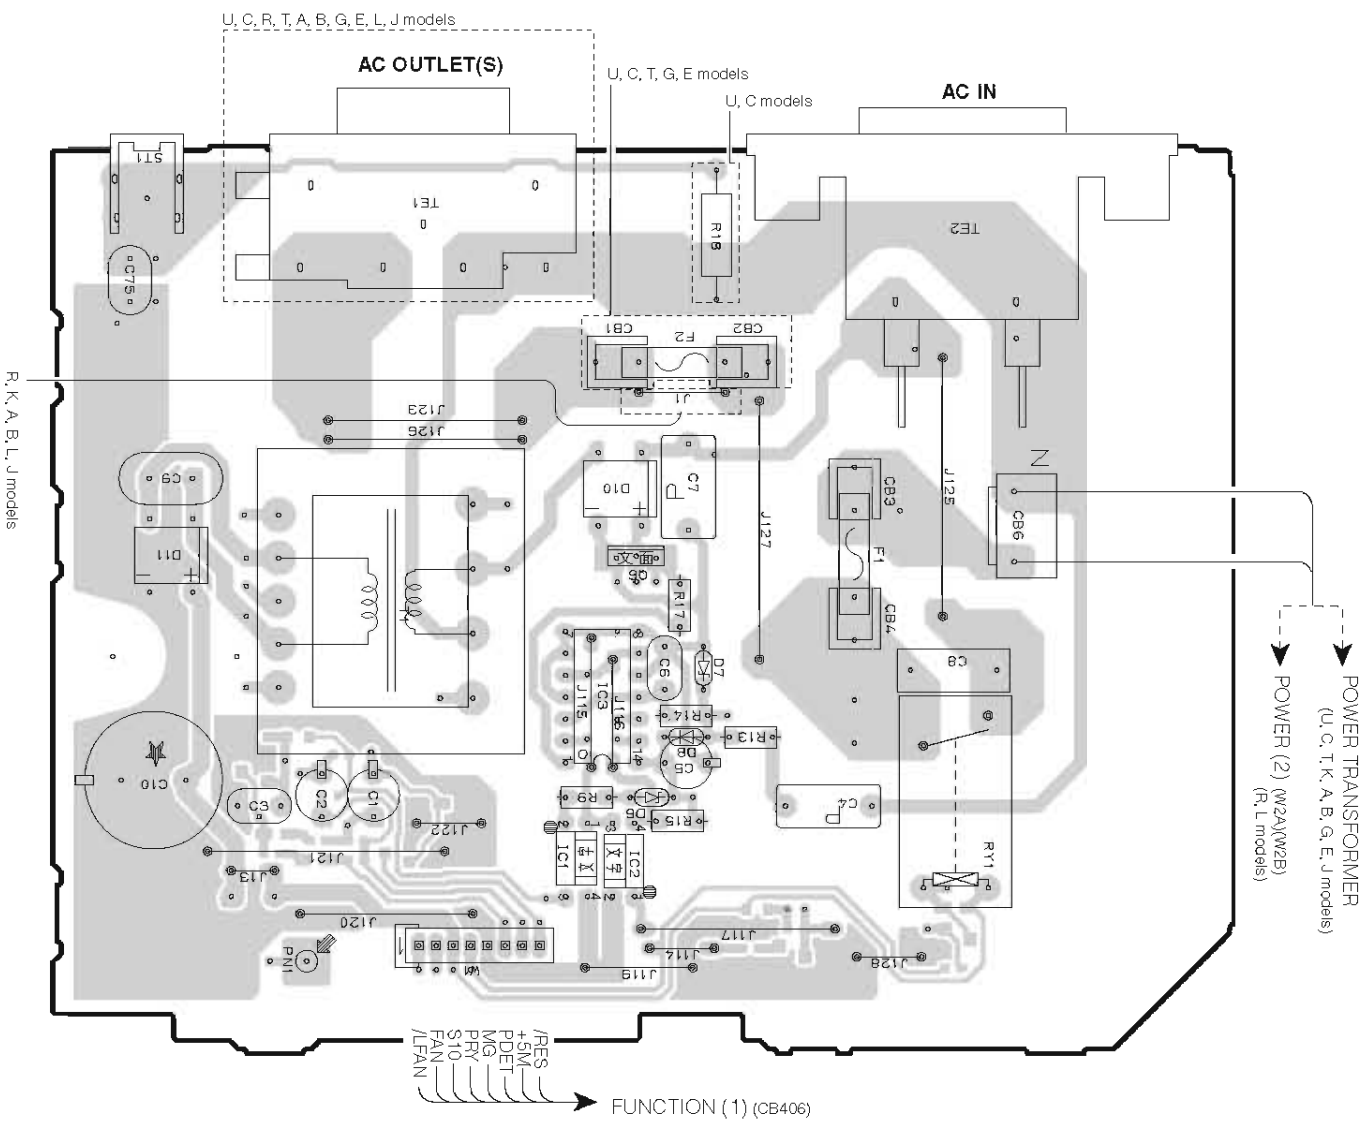 U, C, R, T, A, B, G, E, L, J models
AC OUTLET(S)
U, C, T, G, E models
U, C models
AC IN
ST1
TE1
R18
TE2
C75
CB1
F2
CB2
J1
R, K, A, B, L, J models
J123
J126
C9
D10
C7
P
CB3
J125
N
CB6
D11
J127
F1
Q5
R17
CB4
C6
D7
C8
J115
IC3
J116
R14
R13
D8
C5
C10
C3
C2
C1
R9
D6
R15
C4
P
J122
J121
IC1
IC2
RY1
J13
J120
J117
J114
J128
J119
PN1
W1
POWER TRANSFORMER
(U, C, T, K, A, B, G, E, J models)
POWER (2) (W2A)(W2B)
(R, L models)
/RES
+5M
PDET
MG
PRY
S10
FAN
/LFAN
FUNCTION (1) (CB406)